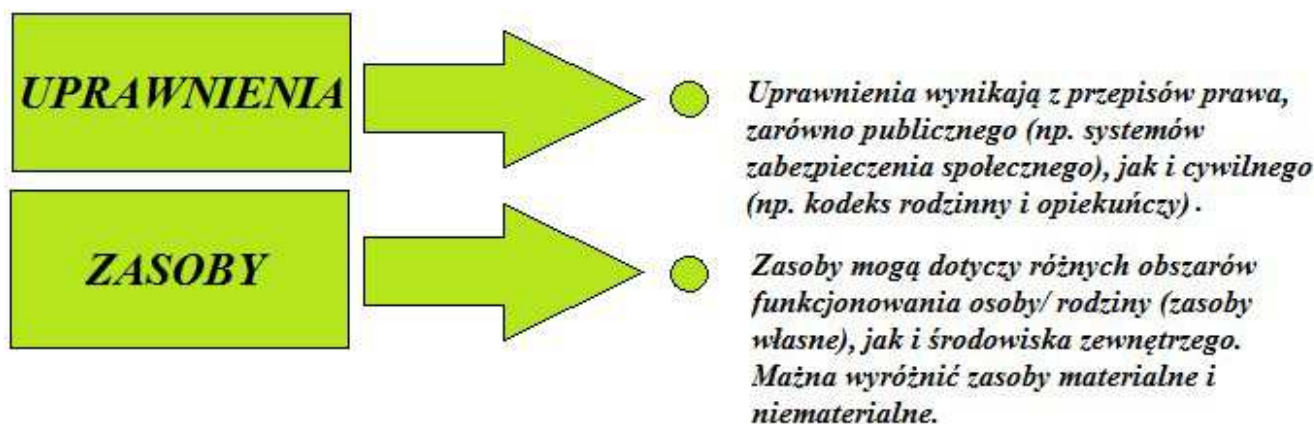 UPRAWNIENIA
Uprawnienia wynikają z przepisów prawa,
zarówno publicznego (np. systemów
zabezpieczenia społecznego), jak i cywilnego
(np. kodeks rodzinny i opiekuńczy) .
ZASOBY
Zasoby mogą dotyczy różnych obszarów
funkcjonowania osoby/ rodziny (zasoby
własne), jak i środowiska zewnętrzego.
Mażna wyróżnić zasoby materialne i
niematerialne.